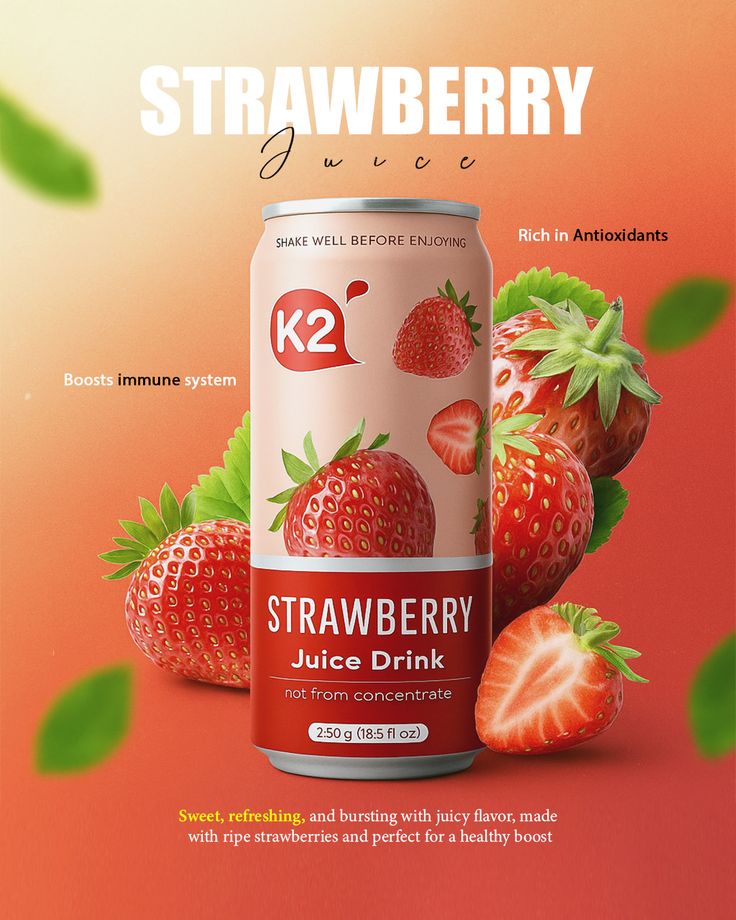 STRAWBERRY
Juice
SHAKE WELL BEFORE ENJOYING
Rich in Antioxidants
K2
Boosts immune system
STRAWBERRY
Juice Drink
not from concentrate
2:50 g (18:5 fl oz)
Sweet, refreshing, and bursting with juicy flavor, made
with ripe strawberries and perfect for a healthy boost